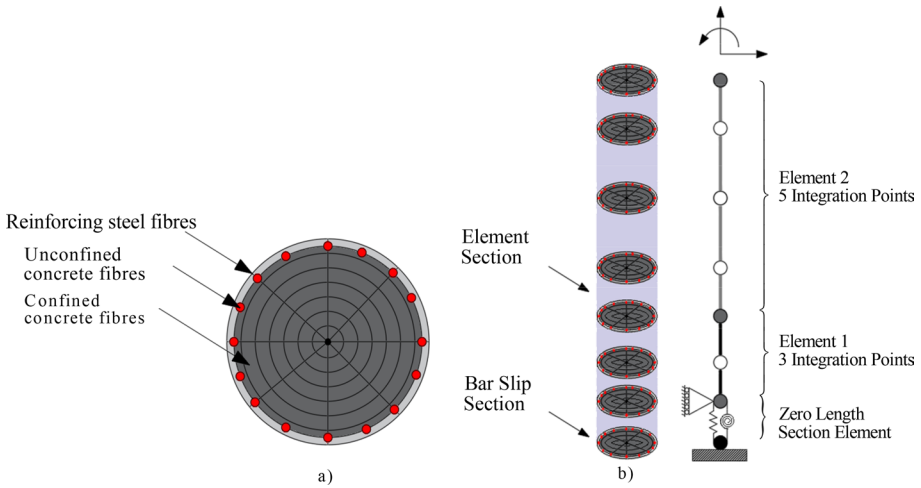 Reinforcing steel fibres
Unconfined
concrete fibres
Confined
concrete fibres
a)
Element
Section
Bar Slip
Section
b)
Element 2
5 Integration Points
Element 1
3 Integration Points
Zero Length
Section Element